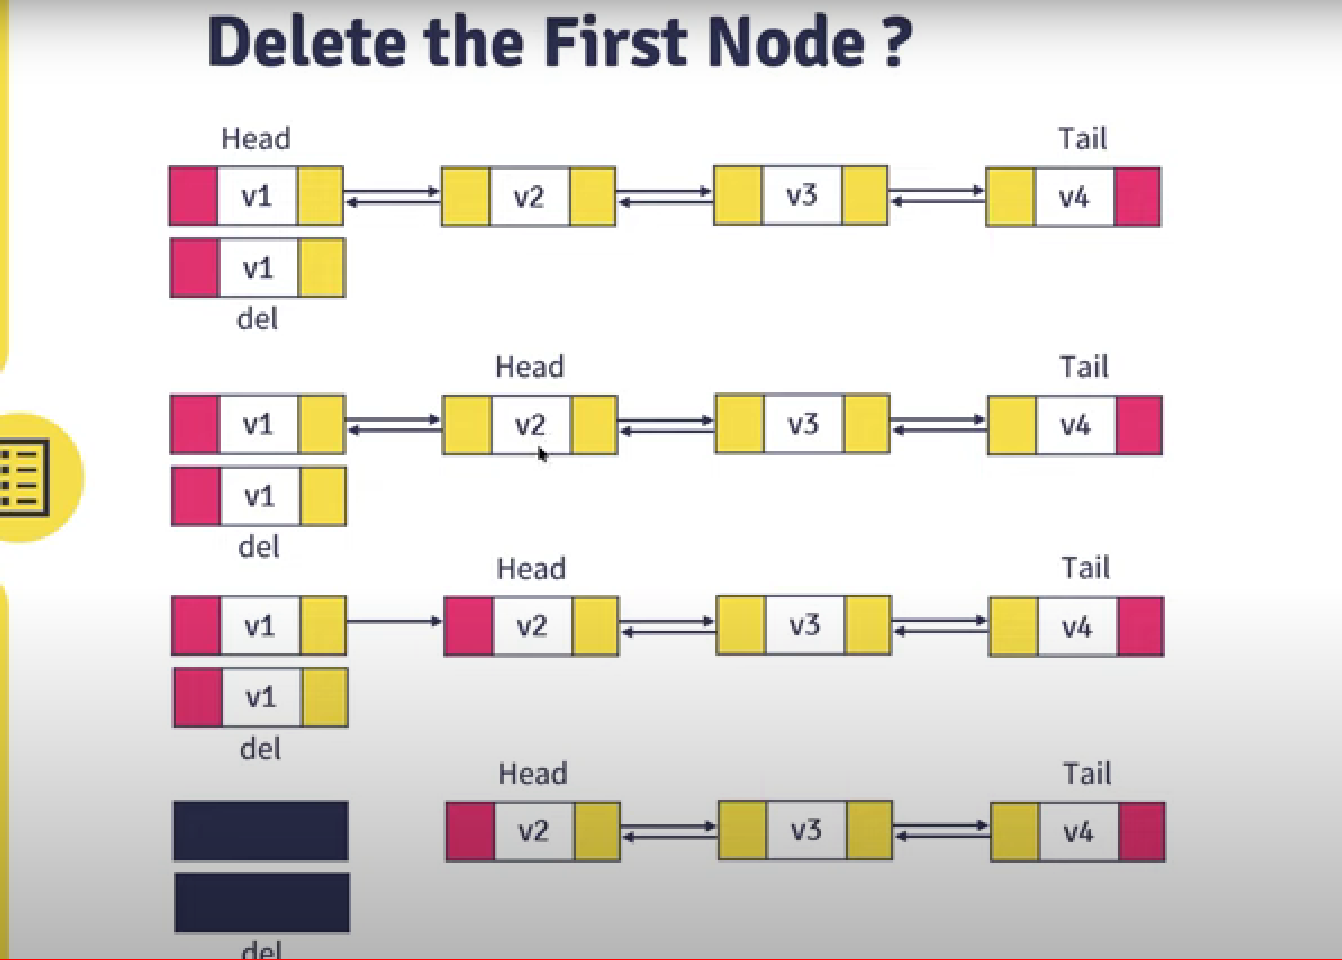 Delete the First Node ?
Head Tail
v1 v2 v3 v4
v1
del
Head Tail
v1 v2 v3 v4
v1
del
Head Tail
v1 v2 v3 v4
v1
del
Head Tail
v2 v3 v4
del